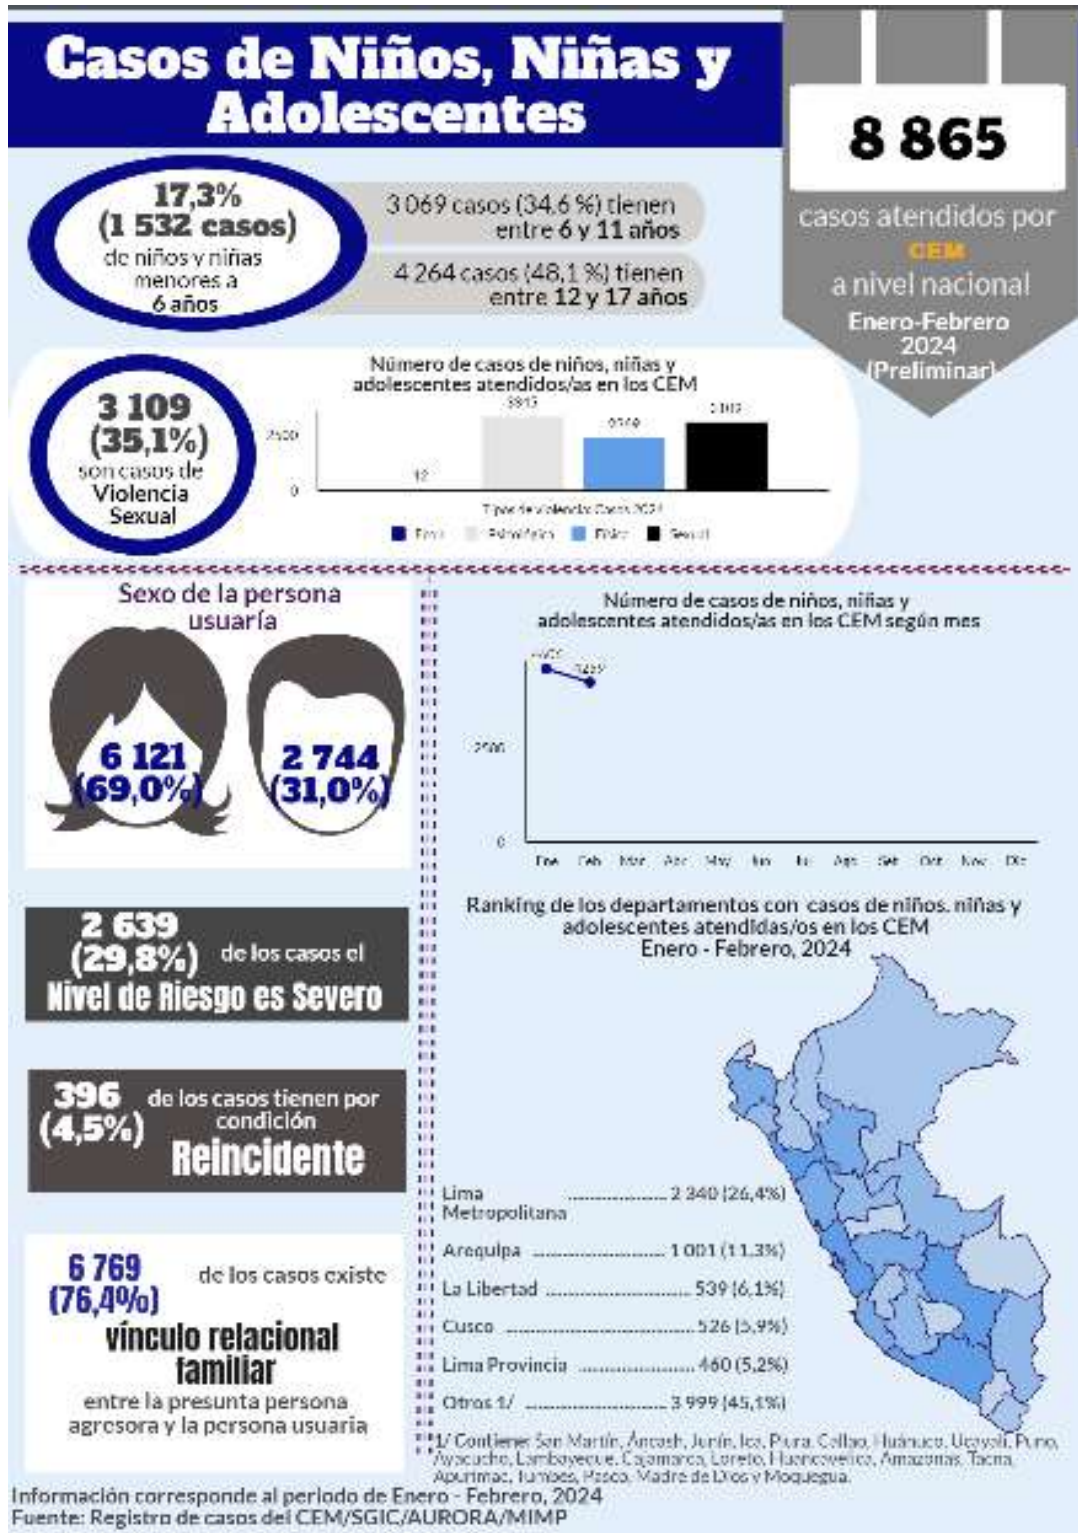 Casos de Niños, Niñas y
Adolescentes
8 865
casos atendidos por
CEM
a nivel nacional
Enero-Febrero
2024
(Preliminar)
17,3%
(1 532 casos)
de niños y niñas
menores a
6 años
3 069 casos (34,6 %) tienen
entre 6 y 11 años
4 264 casos (48,1 %) tienen
entre 12 y 17 años
3 109
(35,1%)
son casos de
Violencia
Sexual
Número de casos de niños, niñas y
adolescentes atendidos/as en los CEM
2500
0
12
Tipos de violencia: Casos 2024
Psicológica
Física
Sexual
Sexo de la persona
usuaría
6 121
(69,0%)
2 744
(31,0%)
Número de casos de niños, niñas y
adolescentes atendidos/as en los CEM según mes
2500
0
Ene Feb Mar Abr May Jun Jul Ago Set Oct Nov Dic
2 639
(29,8%) de los casos el
Nivel de Riesgo es Severo
396
(4,5%)
de los casos tienen por
condición
Reincidente
6 769
(76,4%)
de los casos existe
vínculo relacional
familiar
entre la presunta persona
agresora y la persona usuaria
Ranking de los departamentos con casos de niños, niñas y
adolescentes atendidas/os en los CEM
Enero - Febrero, 2024
Lima
Metropolitana ...................... 2 340 (26,4%)
Arequipa ............................. 1 001 (11.3%)
La Libertad ................................ 539 (6,1%)
Cusco ......................................... 526 (5,9%)
Lima Provincia ......................... 460 (5,2%)
Otros 1/ ................................ 3 999 (45,1%)
1/ Contiene: San Martín, Áncash, Junín, Ica, Piura, Callao, Huánuco, Ucayali, Puno,
Ayacucho, Lambayeque, Cajamarca, Loreto, Huancavelica, Amazonas, Tacna,
Apurímac, Tumbes, Pasco, Madre de Dios y Moquegua.
Información corresponde al periodo de Enero - Febrero, 2024
Fuente: Registro de casos del CEM/SGIC/AURORA/MIMP